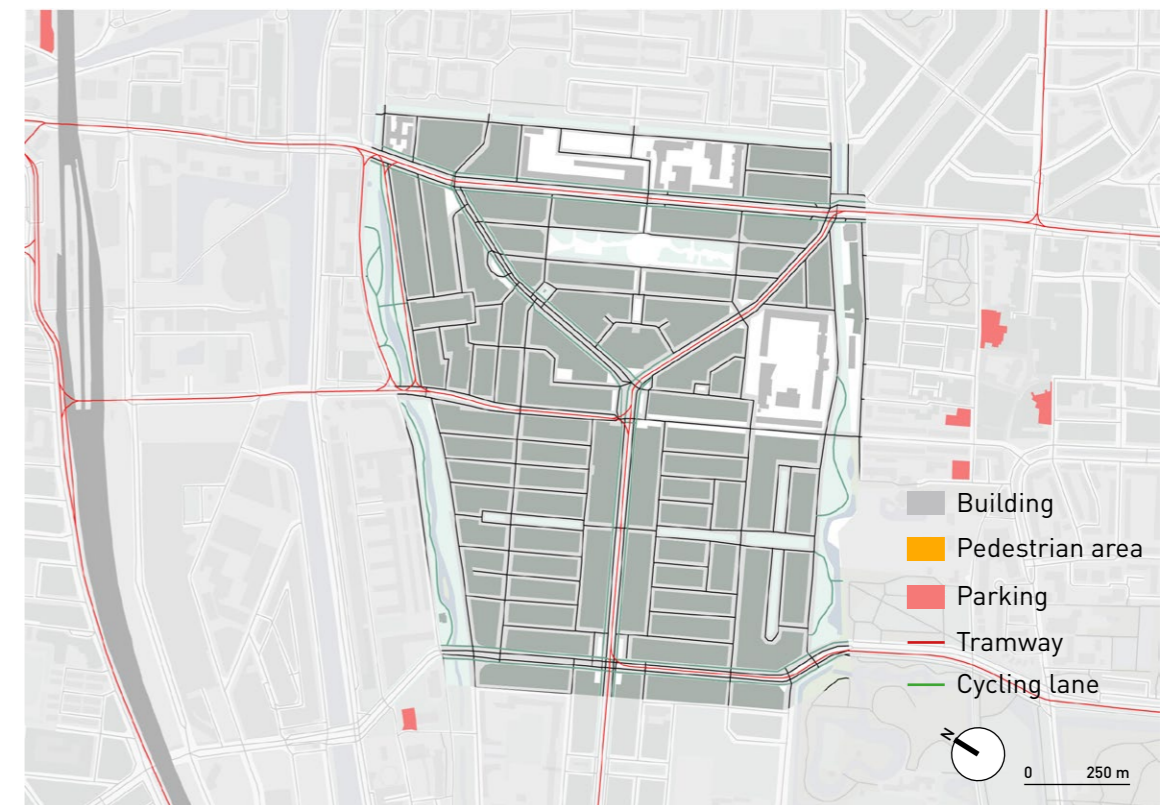 Building
Pedestrian area
Parking
Tramway
Cycling lane
N
0 250 m